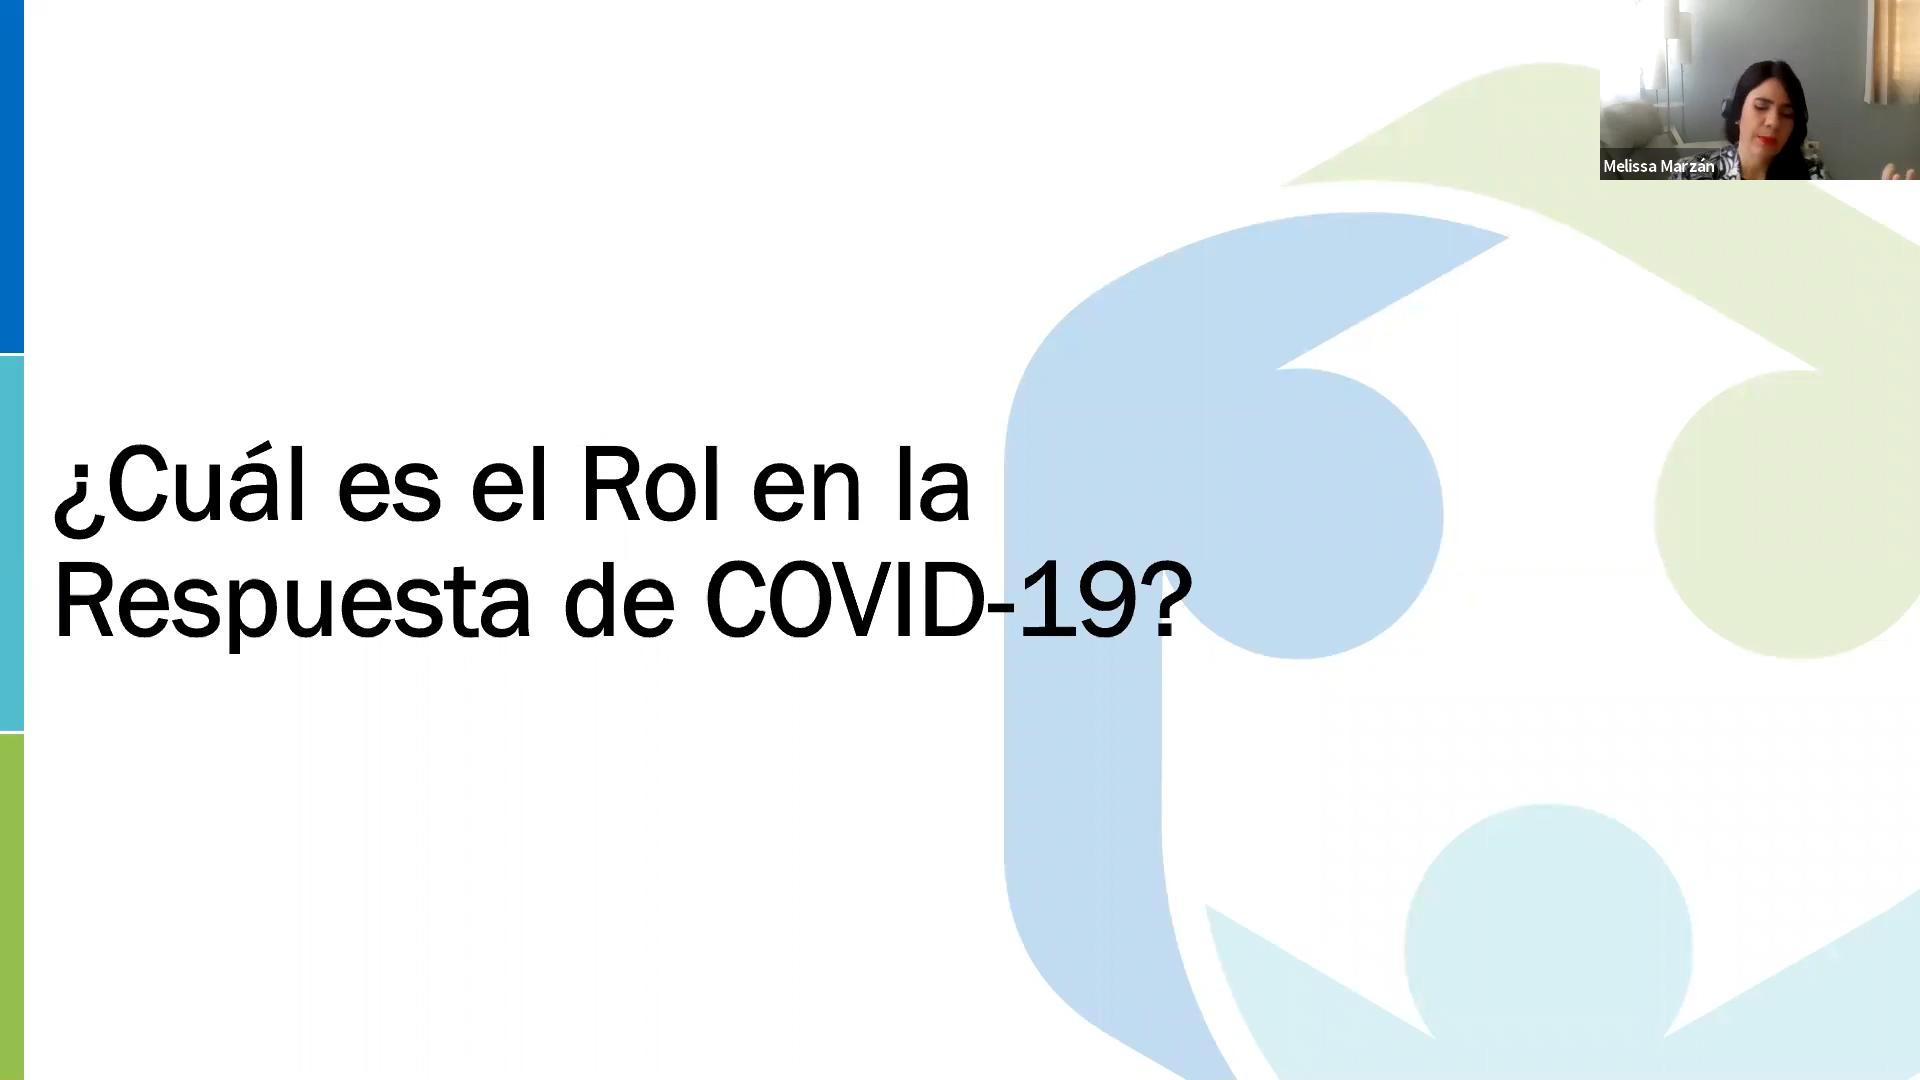 Melissa Marzán
¿Cuál es el Rol en la
Respuesta de COVID-19?